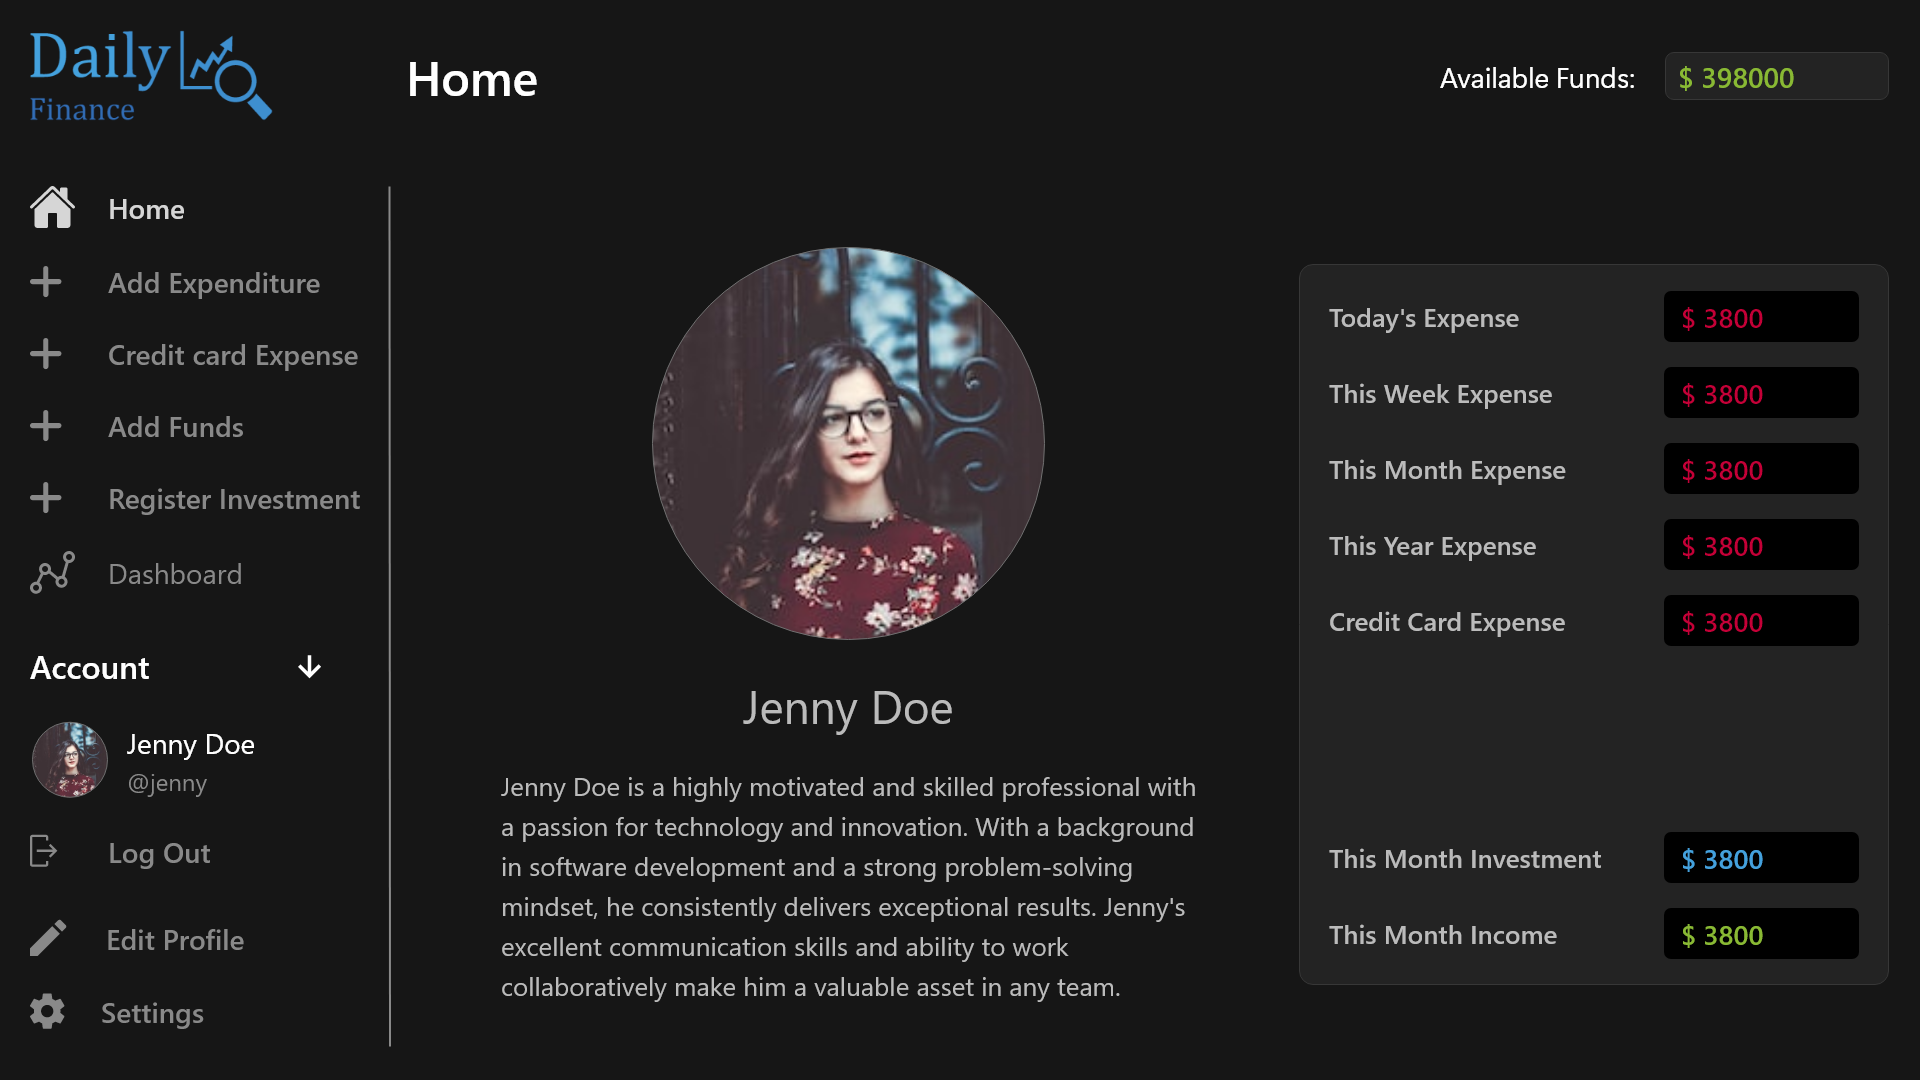 Daily
Finance
Home
Available Funds:
$ 398000
Home
Add Expenditure
Credit card Expense
Add Funds
Register Investment
Dashboard
Account
Jenny Doe
@jenny
Log Out
Edit Profile
Settings
Jenny Doe
Jenny Doe is a highly motivated and skilled professional with
a passion for technology and innovation. With a background
in software development and a strong problem-solving
mindset, he consistently delivers exceptional results. Jenny's
excellent communication skills and ability to work
collaboratively make him a valuable asset in any team.
Today's Expense $ 3800
This Week Expense $ 3800
This Month Expense $ 3800
This Year Expense $ 3800
Credit Card Expense $ 3800
This Month Investment $ 3800
This Month Income $ 3800